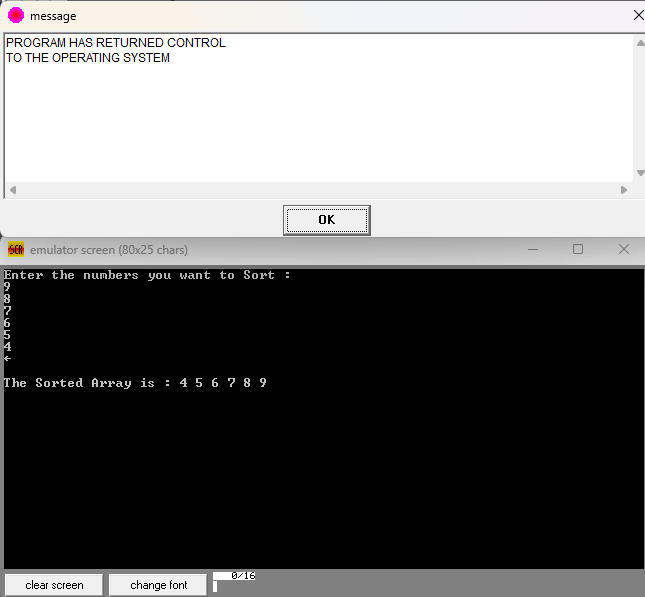 message
PROGRAM HAS RETURNED CONTROL
TO THE OPERATING SYSTEM
OK
SCR emulator screen (80x25 chars)
Enter the numbers you want to Sort :
9
8
7
6
5
4
←
The Sorted Array is : 4 5 6 7 8 9
clear screen
change font
0/16